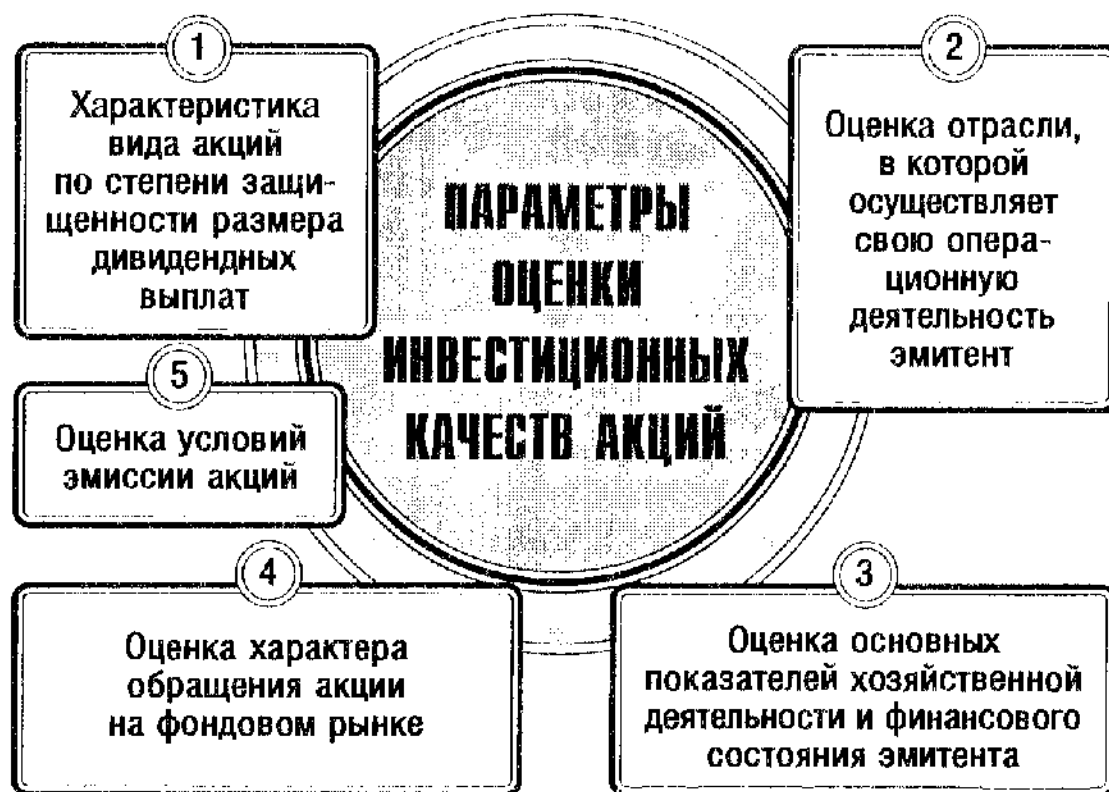 ПАРАМЕТРЫ
ОЦЕНКИ
ИНВЕСТИЦИОННЫХ
КАЧЕСТВ АКЦИЙ
1
Характеристика
вида акций
по степени защи-
щенности размера
дивидендных
выплат
2
Оценка отрасли,
в которой
осуществляет
свою опера-
ционную
деятельность
эмитент
3
Оценка основных
показателей хозяйственной
деятельности и финансового
состояния эмитента
4
Оценка характера
обращения акции
на фондовом рынке
5
Оценка условий
эмиссии акций